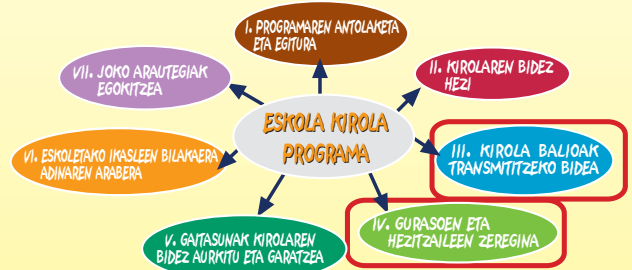 I. PROGRAMAREN ANTOLAKETA
ETA EGITURA
II. KIROLAREN BIDEZ
HEZI
III. KIROLA BALIOAK
TRANSMITITZEKO BIDEA
IV. GURASOEN ETA
HEZITZAILEEN ZEREGINA
V. GAITASUNAK KIROLAREN
BIDEZ AURKITU ETA GARATZEA
VI. ESKOLETAKO IKASLEEN BILAKAERA
ADINAREN ARABERA
VII. JOKO ARAUTEGIAK
EGOKITZEA
ESKOLA KIROLA
PROGRAMA